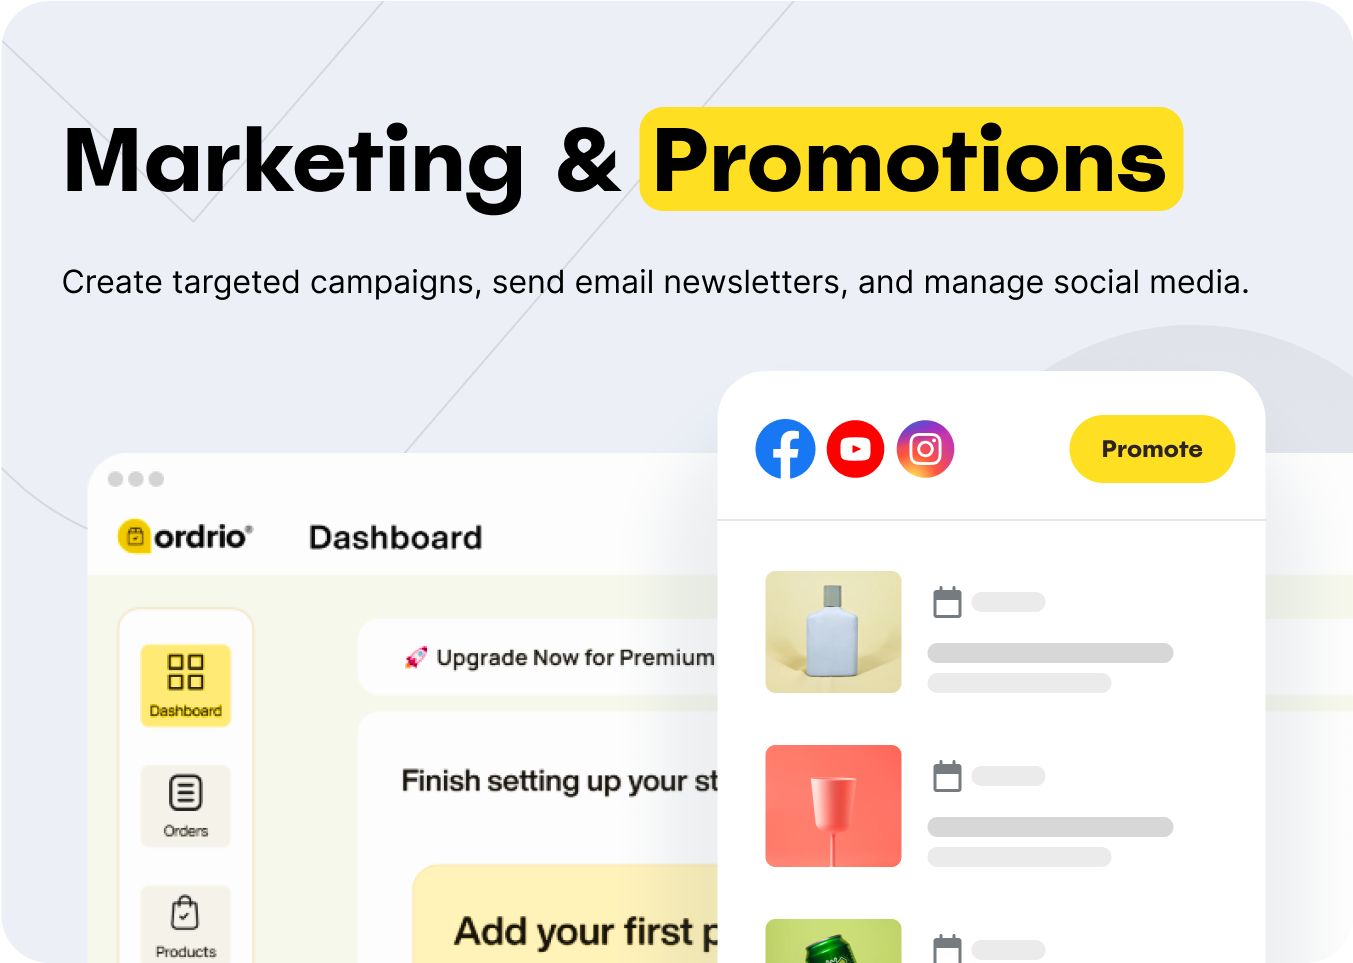 Marketing & Promotions
Create targeted campaigns, send email newsletters, and manage social media.
Promote
ordrio®
Dashboard
🚀 Upgrade Now for Premium
Dashboard
Finish setting up your st
Orders
Add your first p
Products